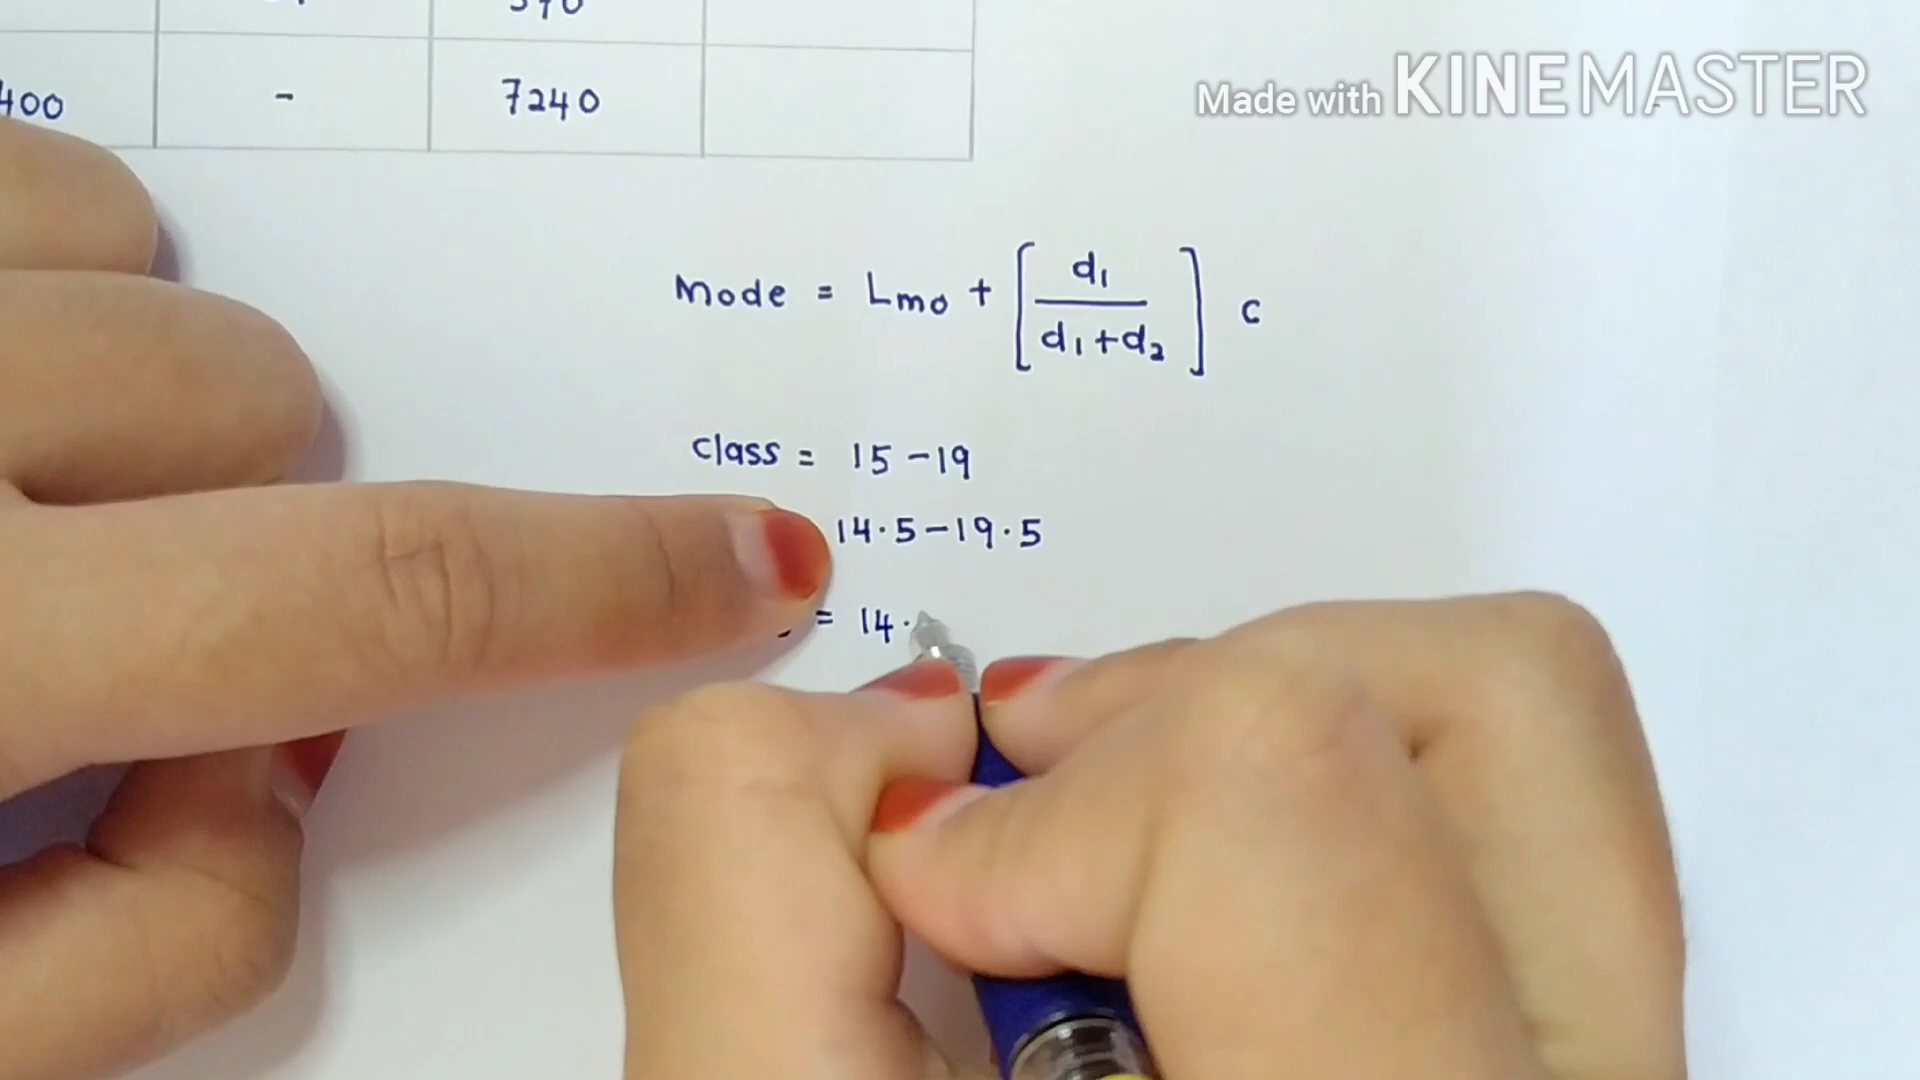 Made with KINEMASTER
400 - 7240
Mode = Lmo + [ d1 / d1+d2 ] c
class = 15 - 19
14.5 - 19.5
= 14.